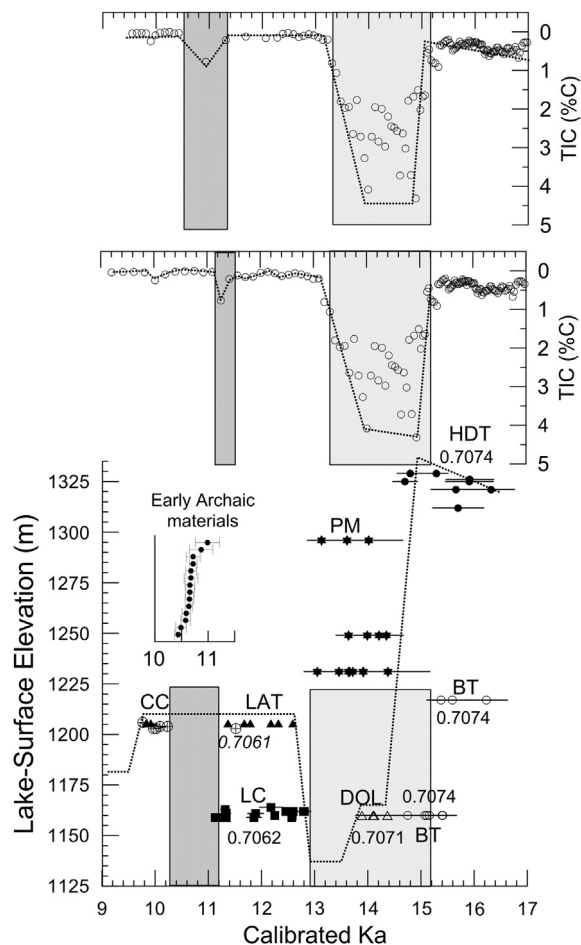 0
1
2
3
4
5
TIC (%C)
0
1
2
3
4
5
TIC (%C)
HDT
0.7074
1325
1300
1275
1250
1225
1200
1175
1150
1125
Lake-Surface Elevation (m)
Early Archaic
materials
10 11
PM
CC
LAT
0.7061
BT
0.7074
LC
0.7062
DOL
0.7071
0.7074
BT
9 10 11 12 13 14 15 16 17
Calibrated Ka